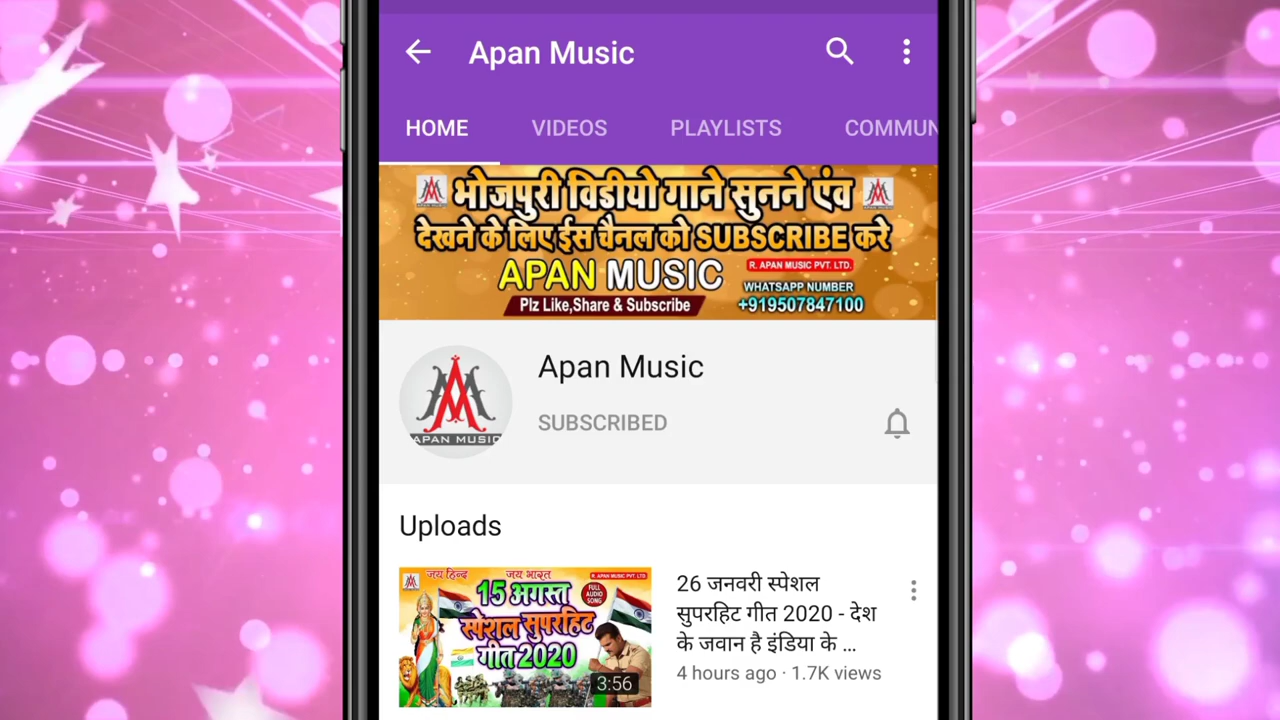 Apan Music
HOME VIDEOS PLAYLISTS COMMUN
भोजपुरी विडीयो गाने सुनने एंव
देखने के लिए ईस चैनल को SUBSCRIBE करे
APAN MUSIC
R. APAN MUSIC PVT. LTD.
WHATSAPP NUMBER
+919507847100
Plz Like,Share & Subscribe
Apan Music
SUBSCRIBED
APAN MUSIC
Uploads
जय हिन्द जय भारत
R. APAN MUSIC PVT. LTD
15 अगस्त
FULL
AUDIO
SONG
स्पेशल सुपरहिट
गीत 2020
3:56
26 जनवरी स्पेशल
सुपरहिट गीत 2020 - देश
के जवान है इंडिया के ...
4 hours ago · 1.7K views